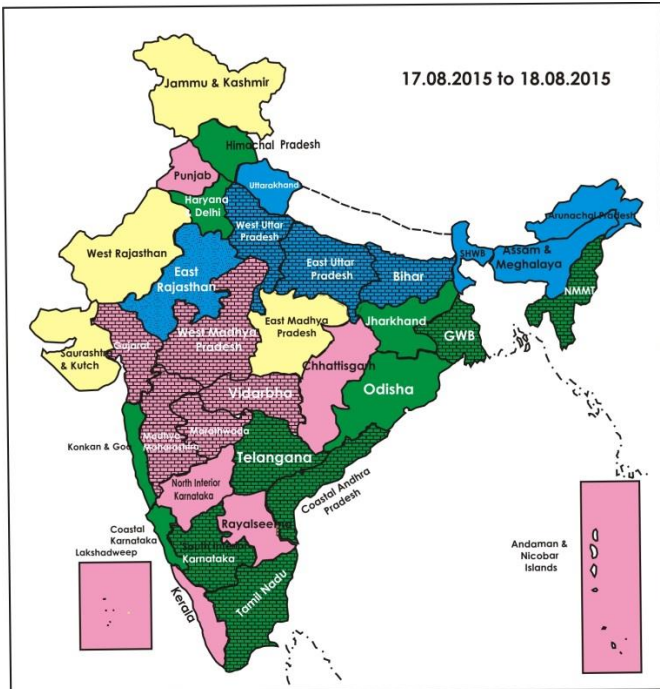 17.08.2015 to 18.08.2015
Jammu & Kashmir
Himachal Pradesh
Punjab
Uttarakhand
Haryana
& Delhi
West Uttar
Pradesh
Arunachal Pradesh
West Rajasthan
East
Rajasthan
East Uttar
Pradesh
Bihar
SHWB
Assam &
Meghalaya
NMMT
West Madhya
Pradesh
East Madhya
Pradesh
Jharkhand
GWB
Gujarat
Saurashtra
& Kutch
Chhattisgarh
Odisha
Vidarbha
Marathwada
Madhya
Maharashtra
Konkan & Goa
Telangana
North Interior
Karnataka
Coastal Andhra
Pradesh
Rayalseema
Coastal
Karnataka
South Interior
Karnataka
Lakshadweep
Kerala
Tamil Nadu
Andaman &
Nicobar
Islands